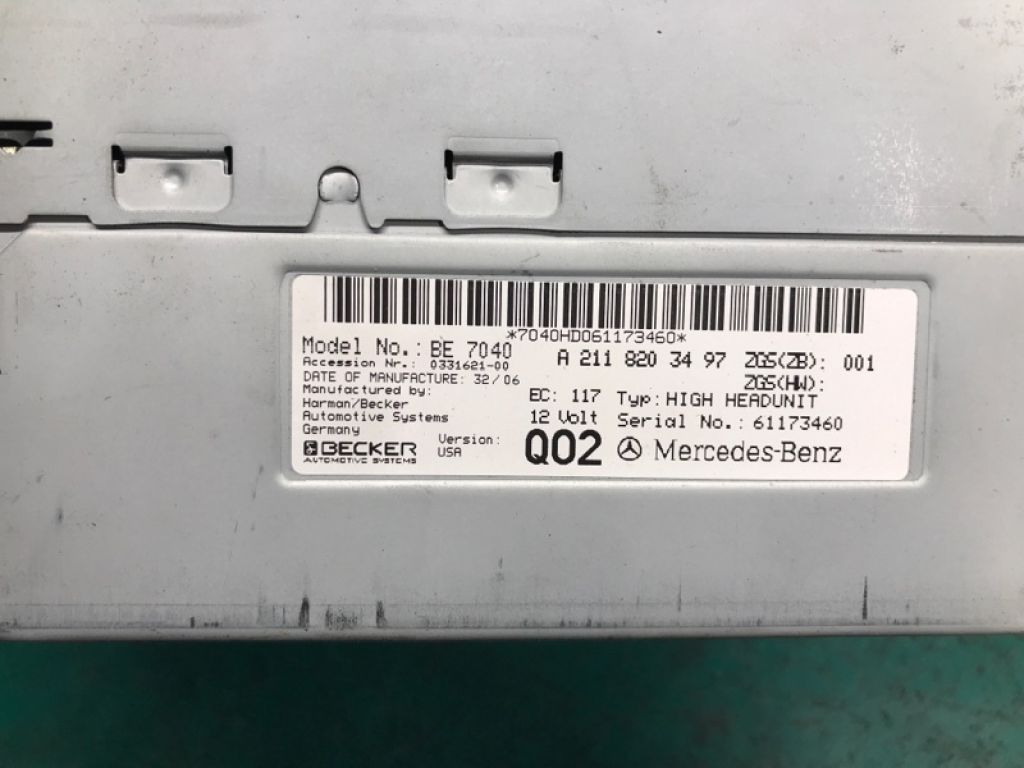 *7040HD061173460*
Model No.: BE 7040
A 211 820 34 97 ZGS(ZB): 001
Accession Nr.: 0331621-00
ZGS(HW):
DATE OF MANUFACTURE: 32/06
Manufactured by:
EC: 117 Typ: HIGH HEADUNIT
Harman/Becker
Automotive Systems
12 Volt Serial No.: 61173460
Germany
BECKER
AUTOMOTIVE SYSTEMS
Version:
USA
Q02 Mercedes-Benz